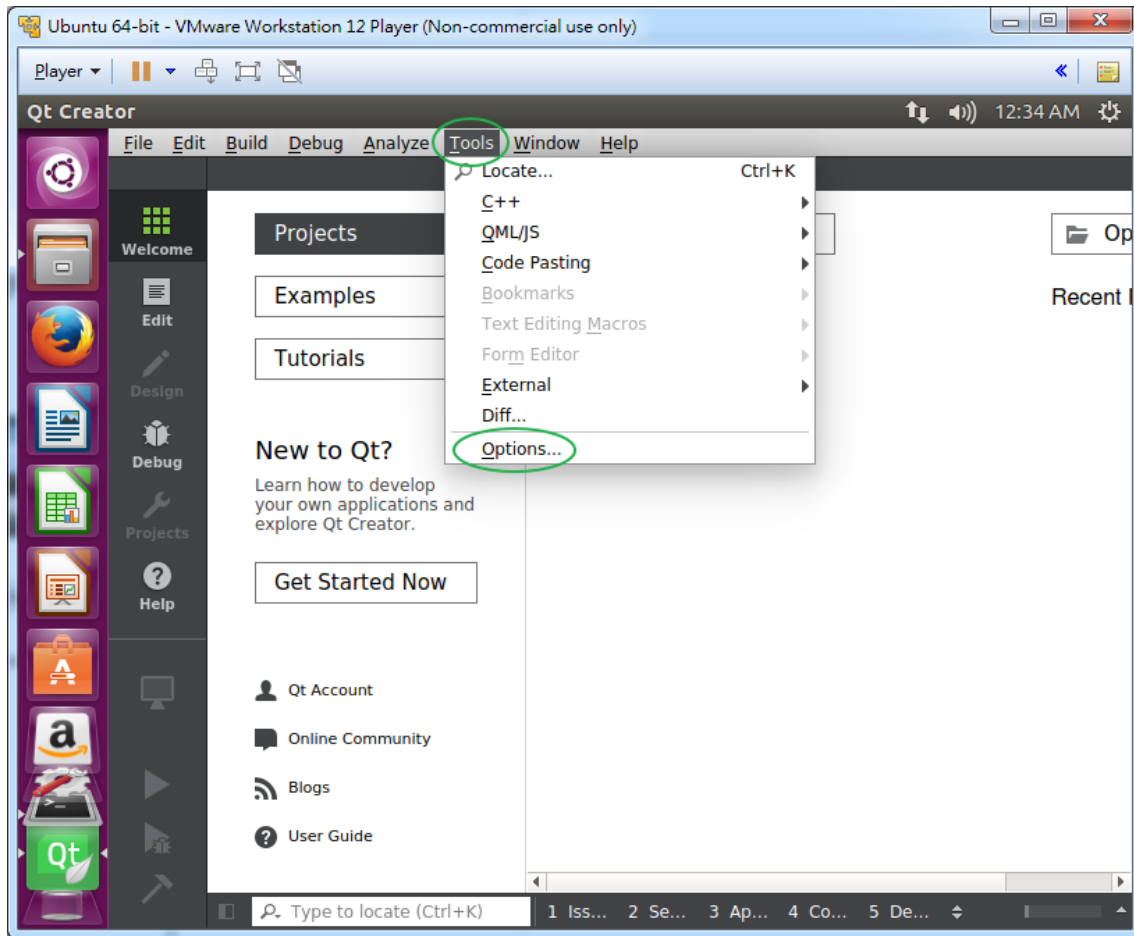 Ubuntu 64-bit - VMware Workstation 12 Player (Non-commercial use only)
Player
Qt Creator
12:34 AM
File Edit Build Debug Analyze Tools Window Help
Locate... Ctrl+K
C++
QML/JS
Code Pasting
Bookmarks
Text Editing Macros
Form Editor
External
Diff...
Options...
Welcome
Edit
Design
Debug
Projects
Help
Projects
Examples
Tutorials
New to Qt?
Learn how to develop
your own applications and
explore Qt Creator.
Get Started Now
Qt Account
Online Community
Blogs
User Guide
Op
Recent
Type to locate (Ctrl+K)
1 Iss... 2 Se... 3 Ap... 4 Co... 5 De...
a
Qt